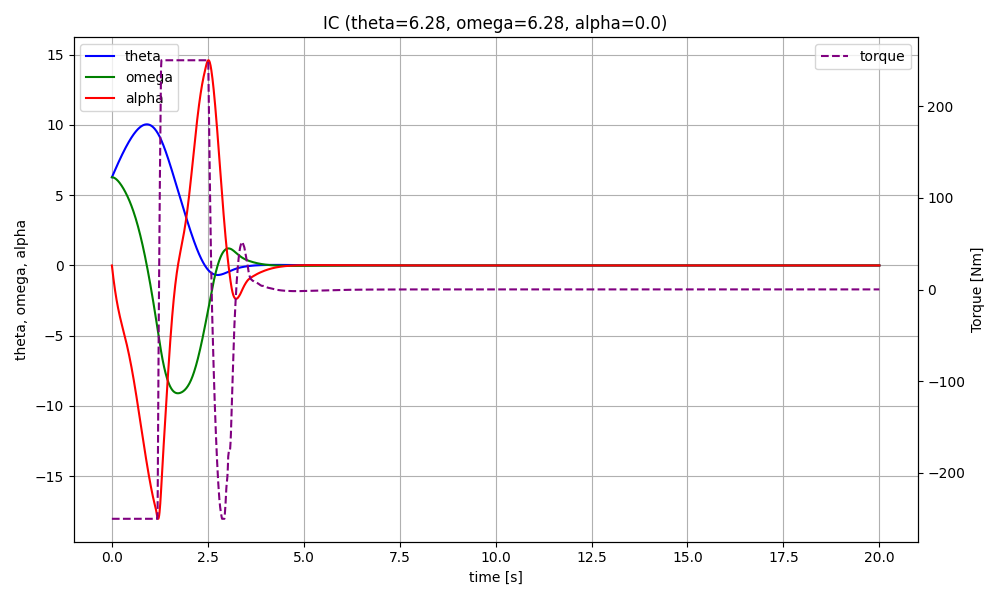 IC (theta=6.28, omega=6.28, alpha=0.0)
theta
omega
alpha
torque
15
10
5
0
−5
−10
−15
theta, omega, alpha
200
100
0
−100
−200
Torque [Nm]
0.0 2.5 5.0 7.5 10.0 12.5 15.0 17.5 20.0
time [s]